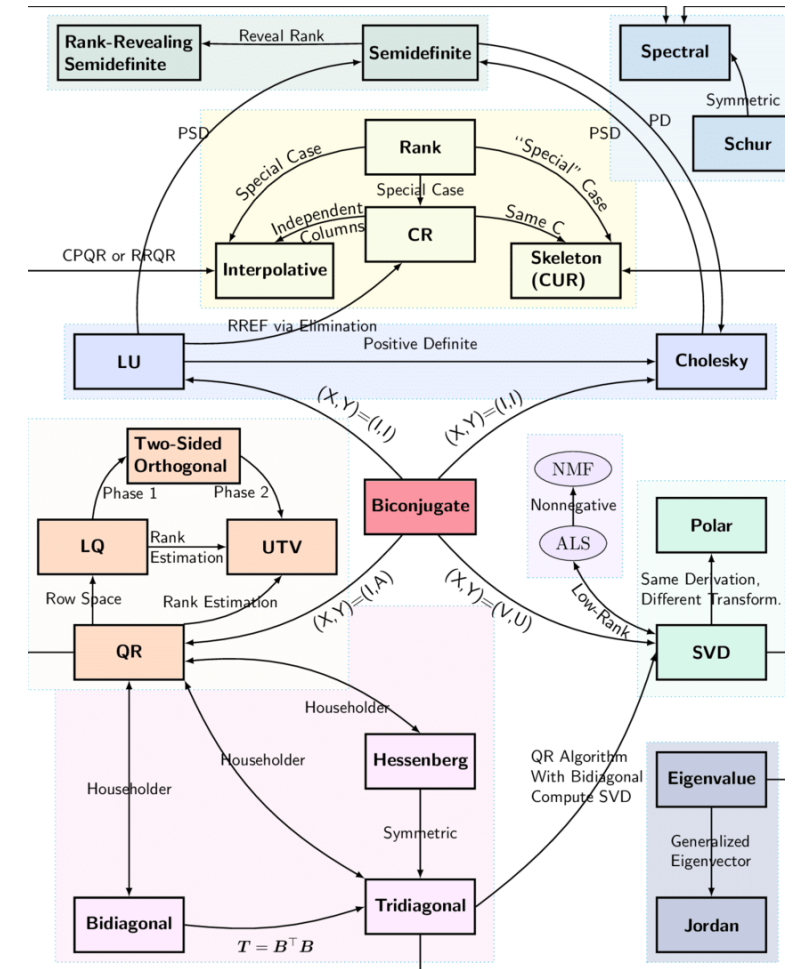 Rank-Revealing
Semidefinite
Reveal Rank
Semidefinite
Spectral
Symmetric
Schur
PSD
PSD
PD
Rank
Special Case
Special Case
"Special" Case
Independent
Columns
Same C
CR
CPQR or RRQR
Interpolative
Skeleton
(CUR)
RREF via Elimination
LU
Positive Definite
Cholesky
(X,Y)=(I,I)
(X,Y)=(I,I)
Two-Sided
Orthogonal
Phase 1
Phase 2
Biconjugate
NMF
Nonnegative
ALS
Polar
LQ
Rank
Estimation
UTV
Row Space
Rank Estimation
(X,Y)=(I,A)
(X,Y)=(V,U)
Low-Rank
Same Derivation,
Different Transform.
QR
SVD
Householder
Householder
Householder
Hessenberg
QR Algorithm
With Bidiagonal
Compute SVD
Eigenvalue
Symmetric
Generalized
Eigenvector
Bidiagonal
Tridiagonal
Jordan
T = B⊤B